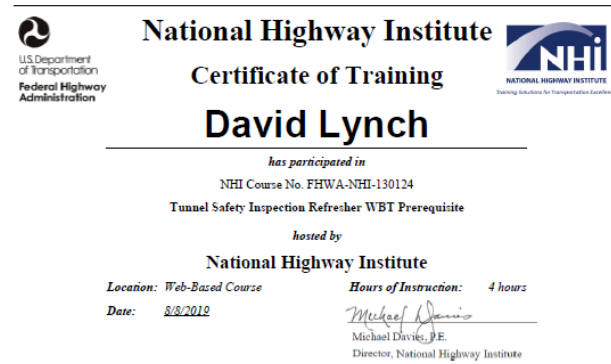 National Highway Institute
U.S. Department
of Transportation
Federal Highway
Administration
Certificate of Training
NHi
NATIONAL HIGHWAY INSTITUTE
Training Solutions for Transportation Excellence
David Lynch
has participated in
NHI Course No. FHWA-NHI-130124
Tunnel Safety Inspection Refresher WBT Prerequisite
hosted by
National Highway Institute
Location: Web-Based Course Hours of Instruction: 4 hours
Date: 8/8/2019
Michael Davies
Michael Davies, P.E.
Director, National Highway Institute